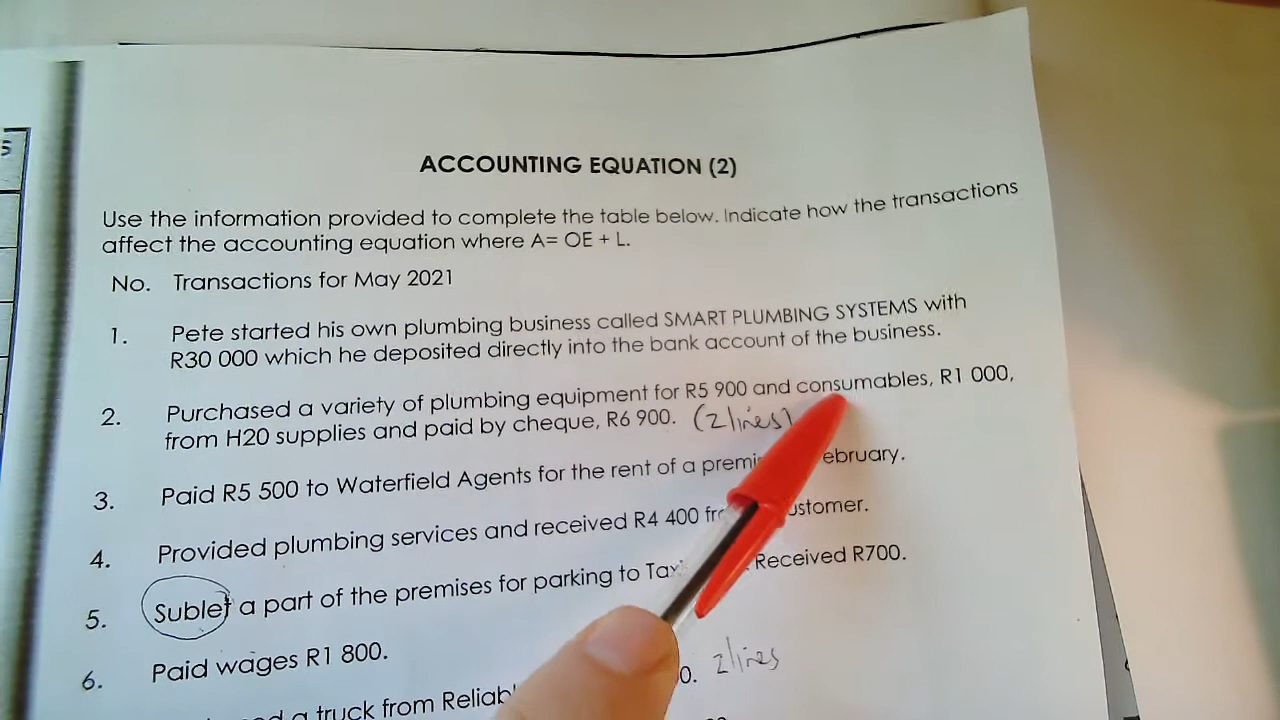 S
ACCOUNTING EQUATION (2)
Use the information provided to complete the table below. Indicate how the transactions
affect the accounting equation where A= OE + L.
No. Transactions for May 2021
1. Pete started his own plumbing business called SMART PLUMBING SYSTEMS with
R30 000 which he deposited directly into the bank account of the business.
2. Purchased a variety of plumbing equipment for R5 900 and consumables, R1 000,
from H20 supplies and paid by cheque, R6 900. (2 lines)
3. Paid R5 500 to Waterfield Agents for the rent of a
4. Provided plumbing services and received R4 400
5. Sublet a part of the premises for parking to Received R700.
6. Paid wages R1 800.
a truck from 2 lines